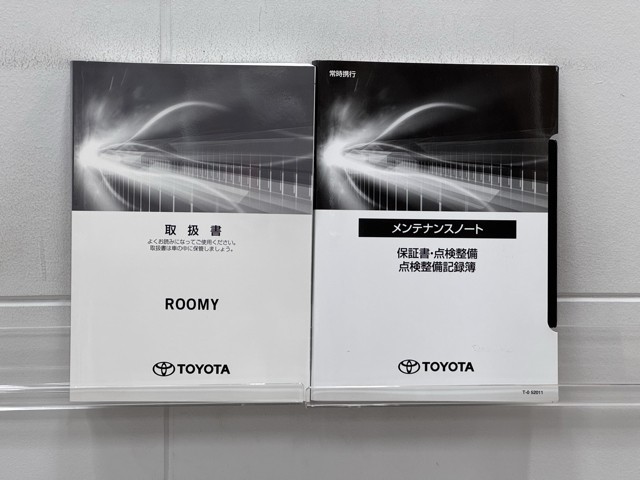 取扱書
よくお読みになってご使用ください。
取扱書は車の中に保管しましょう。
ROOMY
TOYOTA
常時携行
メンテナンスノート
保証書・点検整備
点検整備記録簿
TOYOTA